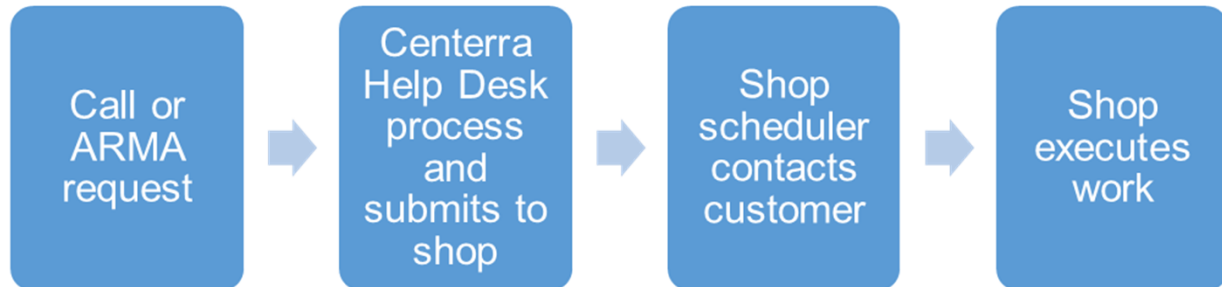 Call or
ARMA
request
Centerra
Help Desk
process
and
submits to
shop
Shop
scheduler
contacts
customer
Shop
executes
work